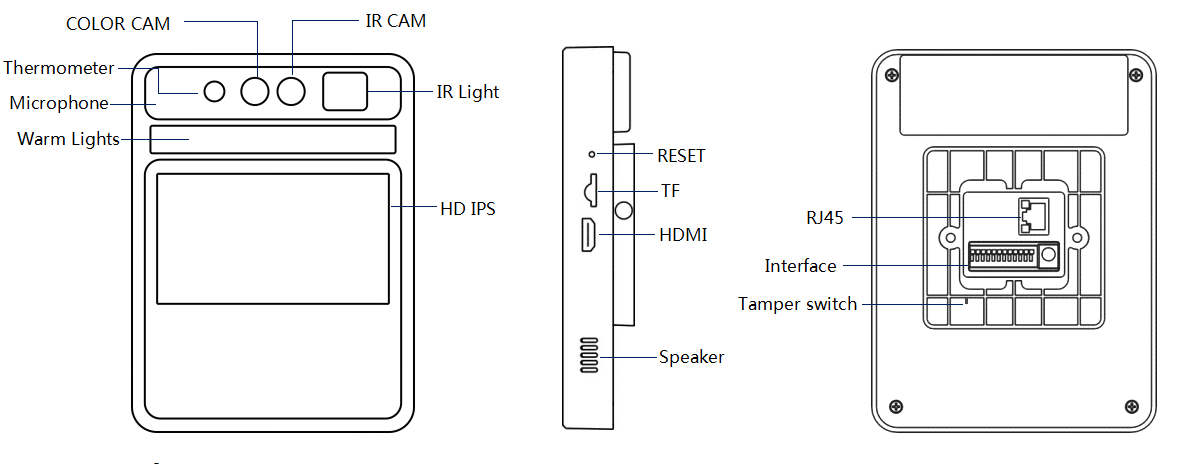 COLOR CAM
IR CAM
Thermometer
IR Light
Microphone
Warm Lights
HD IPS
RESET
TF
HDMI
Speaker
RJ45
Interface
Tamper switch